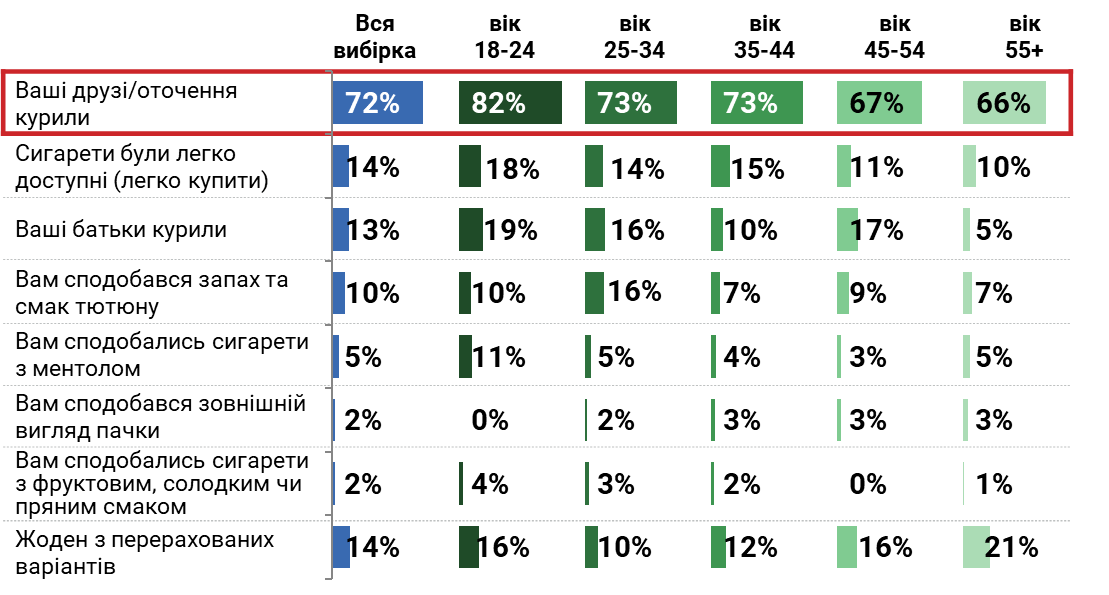 Вся вибірка вік 18-24 вік 25-34 вік 35-44 вік 45-54 вік 55+
Ваші друзі/оточення
курили
72% 82% 73% 73% 67% 66%
Сигарети були легко
доступні (легко купити)
14% 18% 14% 15% 11% 10%
Ваші батьки курили
13% 19% 16% 10% 17% 5%
Вам сподобався запах та
смак тютюну
10% 10% 16% 7% 9% 7%
Вам сподобались сигарети
з ментолом
5% 11% 5% 4% 3% 5%
Вам сподобався зовнішній
вигляд пачки
2% 0% 2% 3% 3% 3%
Вам сподобались сигарети
з фруктовим, солодким чи
пряним смаком
2% 4% 3% 2% 0% 1%
Жоден з перерахованих
варіантів
14% 16% 10% 12% 16% 21%